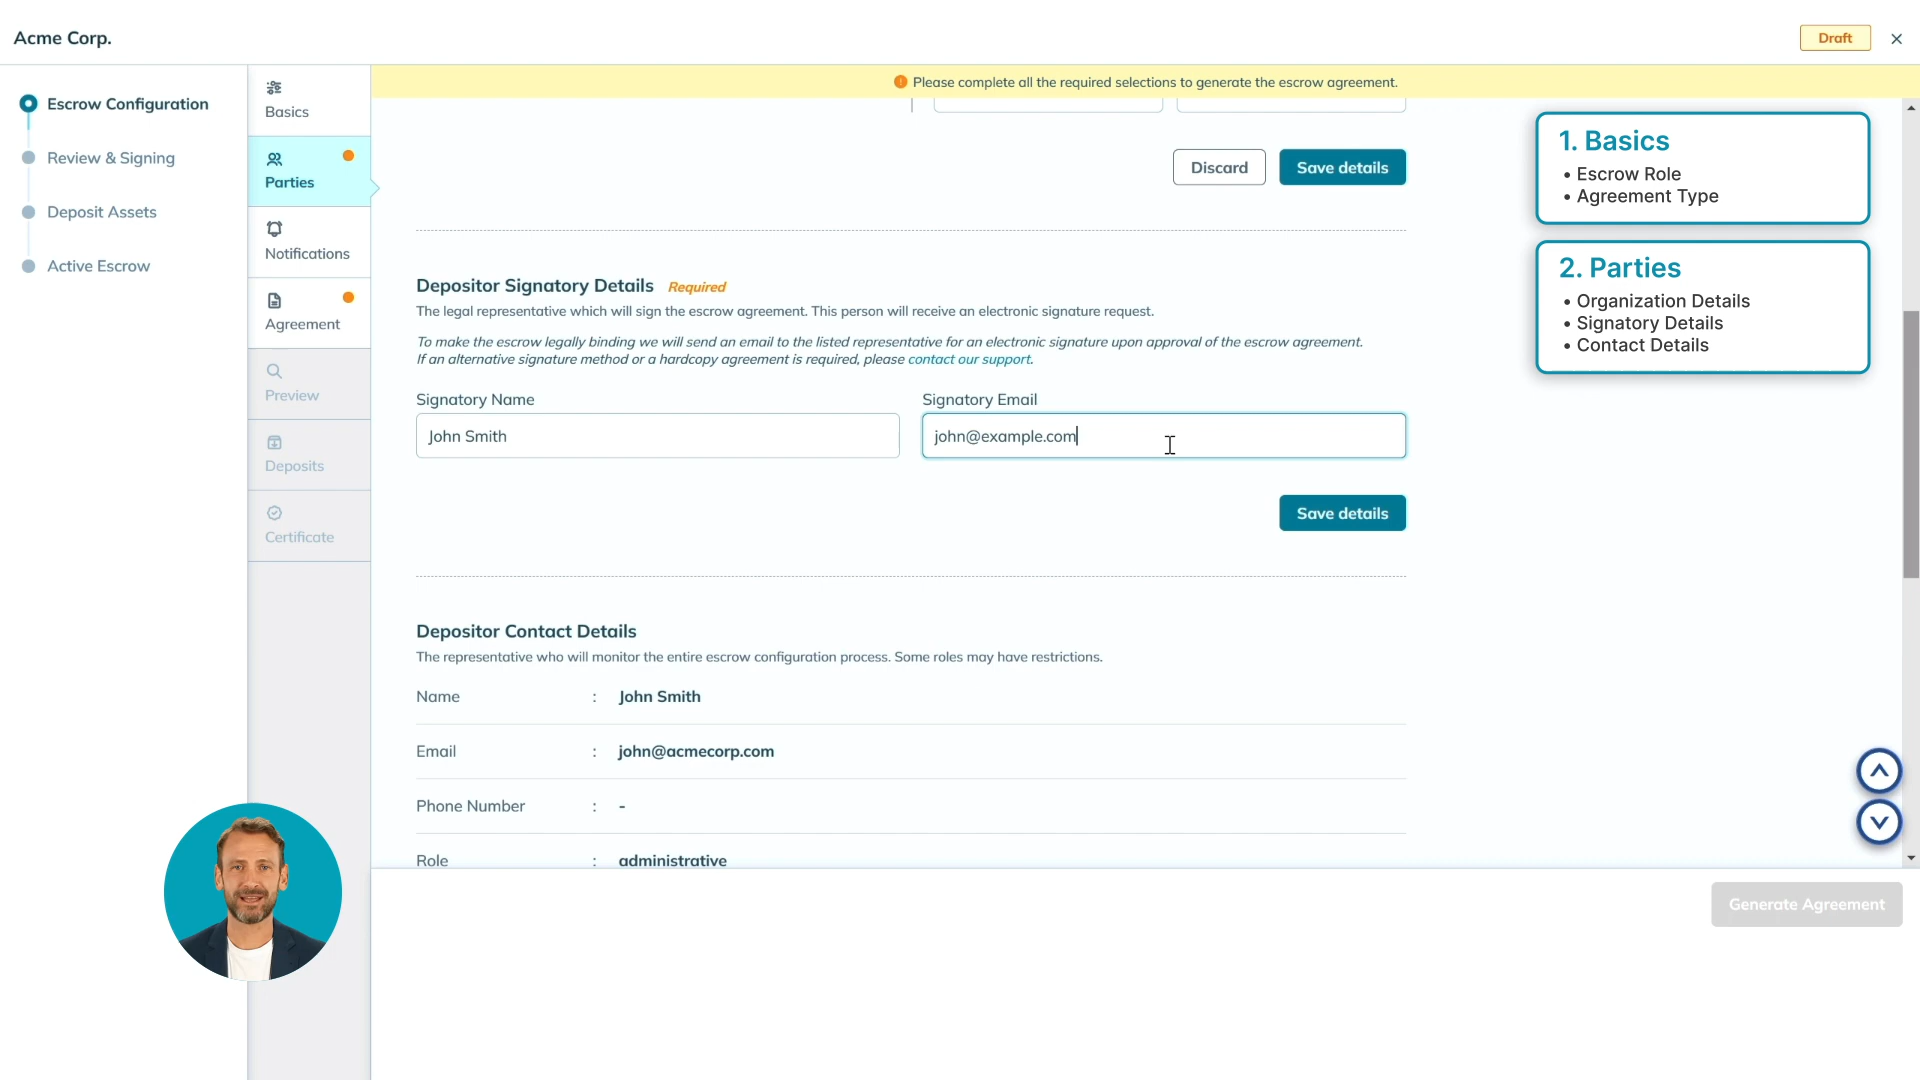 Acme Corp.
Draft
Escrow Configuration
Review & Signing
Deposit Assets
Active Escrow
Basics
Parties
Notifications
Agreement
Preview
Deposits
Certificate
Please complete all the required selections to generate the escrow agreement.
Discard
Save details
Depositor Signatory Details Required
The legal representative which will sign the escrow agreement. This person will receive an electronic signature request.
To make the escrow legally binding we will send an email to the listed representative for an electronic signature upon approval of the escrow agreement.
If an alternative signature method or a hardcopy agreement is required, please contact our support.
Signatory Name
Signatory Email
John Smith
john@example.com
Save details
Depositor Contact Details
The representative who will monitor the entire escrow configuration process. Some roles may have restrictions.
Name : John Smith
Email : john@acmecorp.com
Phone Number : -
Role : administrative
1. Basics
• Escrow Role
• Agreement Type
2. Parties
• Organization Details
• Signatory Details
• Contact Details
Generate Agreement